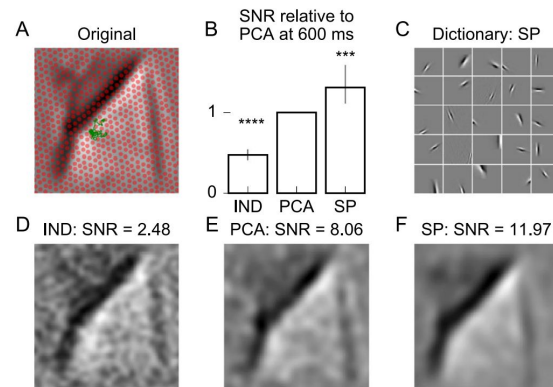 A
Original
B
SNR relative to
PCA at 600 ms
****
***
1
0
IND
PCA
SP
C
Dictionary: SP
D
IND: SNR = 2.48
E
PCA: SNR = 8.06
F
SP: SNR = 11.97